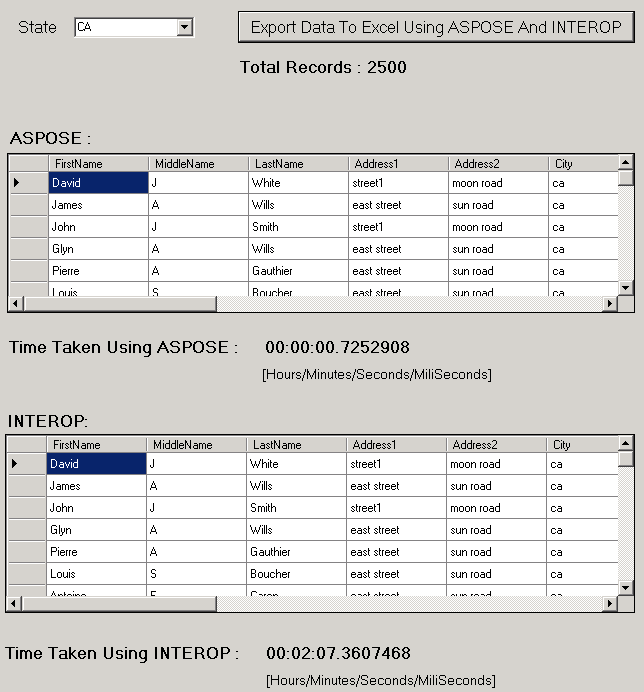 State CA Export Data To Excel Using ASPOSE And INTEROP
Total Records : 2500
ASPOSE :
FirstName MiddleName LastName Address1 Address2 City
David J White street1 moon road ca
James A Wills east street sun road ca
John J Smith street1 moon road ca
Glyn A Wills east street sun road ca
Pierre A Gauthier east street sun road ca
Louis S Boucher east street sun road ca
Time Taken Using ASPOSE : 00:00:00.7252908
[Hours/Minutes/Seconds/MiliSeconds]
INTEROP:
FirstName MiddleName LastName Address1 Address2 City
David J White street1 moon road ca
James A Wills east street sun road ca
John J Smith street1 moon road ca
Glyn A Wills east street sun road ca
Pierre A Gauthier east street sun road ca
Louis S Boucher east street sun road ca
east street sun road ca
Time Taken Using INTEROP : 00:02:07.3607468
[Hours/Minutes/Seconds/MiliSeconds]